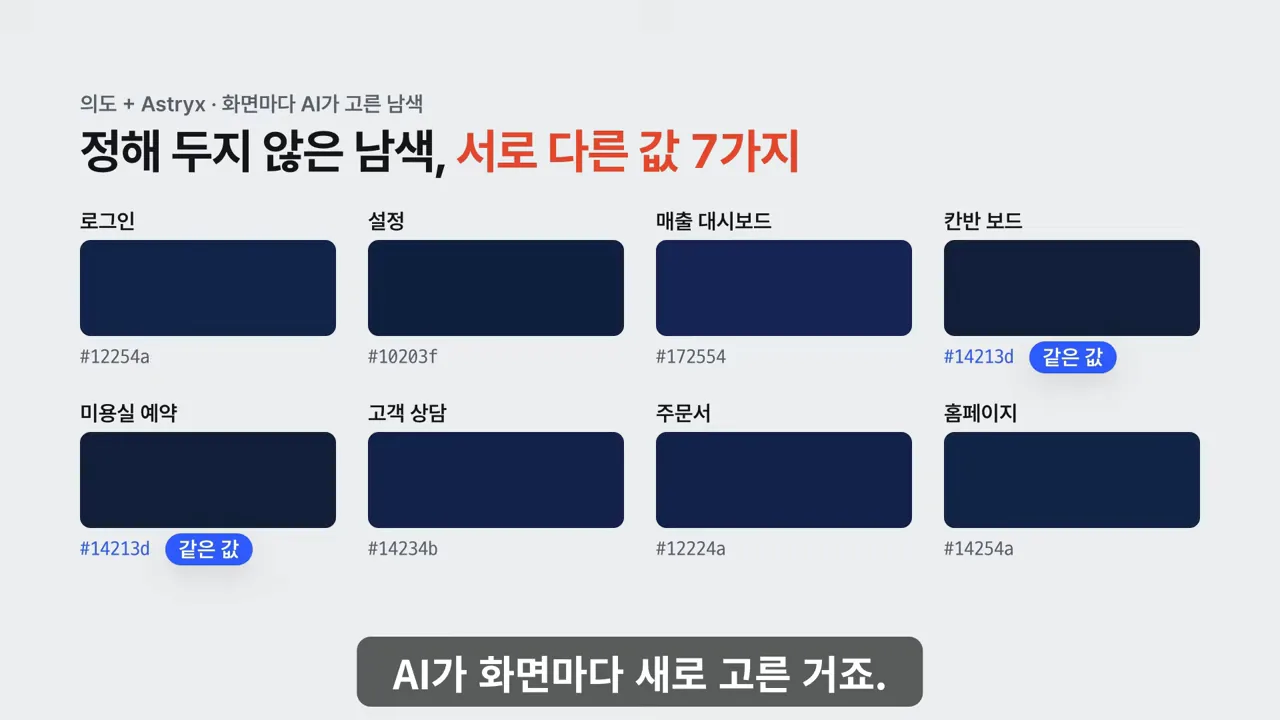 의도 + Astryx · 화면마다 AI가 고른 남색
정해 두지 않은 남색, 서로 다른 값 7가지
로그인
#12254a
설정
#10203f
매출 대시보드
#172554
칸반 보드
#14213d 같은 값
미용실 예약
#14213d 같은 값
고객 상담
#14234b
주문서
#12224a
홈페이지
#14254a
AI가 화면마다 새로 고른 거죠.